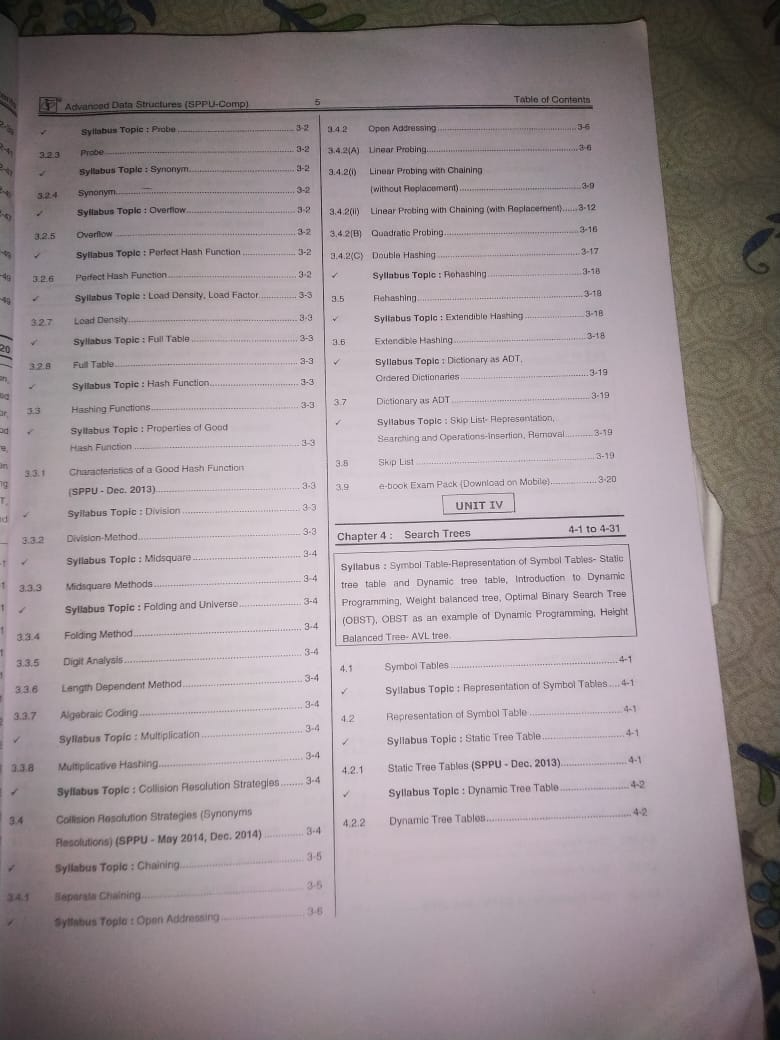 Advanced Data Structures (SPPU-Comp) 5 Table of Contents
✓ Syllabus Topic : Probe 3-2
3.2.3 Probe 3-2
✓ Syllabus Topic : Synonym 3-2
3.2.4 Synonym 3-2
✓ Syllabus Topic : Overflow 3-2
3.2.5 Overflow 3-2
✓ Syllabus Topic : Perfect Hash Function 3-2
3.2.6 Perfect Hash Function 3-2
✓ Syllabus Topic : Load Density, Load Factor 3-3
3.2.7 Load Density 3-3
✓ Syllabus Topic : Full Table 3-3
3.2.8 Full Table 3-3
✓ Syllabus Topic : Hash Function 3-3
3.3 Hashing Functions 3-3
✓ Syllabus Topic : Properties of Good
Hash Function 3-3
3.3.1 Characteristics of a Good Hash Function
(SPPU - Dec. 2013) 3-3
✓ Syllabus Topic : Division 3-3
3.3.2 Division-Method 3-3
✓ Syllabus Topic : Midsquare 3-4
3.3.3 Midsquare Methods 3-4
✓ Syllabus Topic : Folding and Universe 3-4
3.3.4 Folding Method 3-4
3.3.5 Digit Analysis 3-4
3.3.6 Length Dependent Method 3-4
3.3.7 Algebraic Coding 3-4
✓ Syllabus Topic : Multiplication 3-4
3.3.8 Multiplicative Hashing 3-4
✓ Syllabus Topic : Collision Resolution Strategies 3-4
3.4 Collision Resolution Strategies (Synonyms
Resolutions) (SPPU - May 2014, Dec. 2014) 3-4
✓ Syllabus Topic : Chaining 3-5
3.4.1 Separate Chaining 3-5
✓ Syllabus Topic : Open Addressing 3-6
3.4.2 Open Addressing 3-6
3.4.2(A) Linear Probing 3-6
3.4.2(i) Linear Probing with Chaining
(without Replacement) 3-9
3.4.2(ii) Linear Probing with Chaining (with Replacement) 3-12
3.4.2(B) Quadratic Probing 3-16
3.4.2(C) Double Hashing 3-17
✓ Syllabus Topic : Rehashing 3-18
3.5 Rehashing 3-18
✓ Syllabus Topic : Extendible Hashing 3-18
3.6 Extendible Hashing 3-18
✓ Syllabus Topic : Dictionary as ADT,
Ordered Dictionaries 3-19
3.7 Dictionary as ADT 3-19
✓ Syllabus Topic : Skip List- Representation,
Searching and Operations-Insertion, Removal 3-19
3.8 Skip List 3-19
3.9 e-book Exam Pack (Download on Mobile) 3-20
UNIT IV
Chapter 4 : Search Trees 4-1 to 4-31
Syllabus : Symbol Table-Representation of Symbol Tables- Static
tree table and Dynamic tree table, Introduction to Dynamic
Programming, Weight balanced tree, Optimal Binary Search Tree
(OBST), OBST as an example of Dynamic Programming, Height
Balanced Tree- AVL tree.
4.1 Symbol Tables 4-1
✓ Syllabus Topic : Representation of Symbol Tables 4-1
4.2 Representation of Symbol Table 4-1
✓ Syllabus Topic : Static Tree Table 4-1
4.2.1 Static Tree Tables (SPPU - Dec. 2013) 4-1
✓ Syllabus Topic : Dynamic Tree Table 4-2
4.2.2 Dynamic Tree Tables 4-2